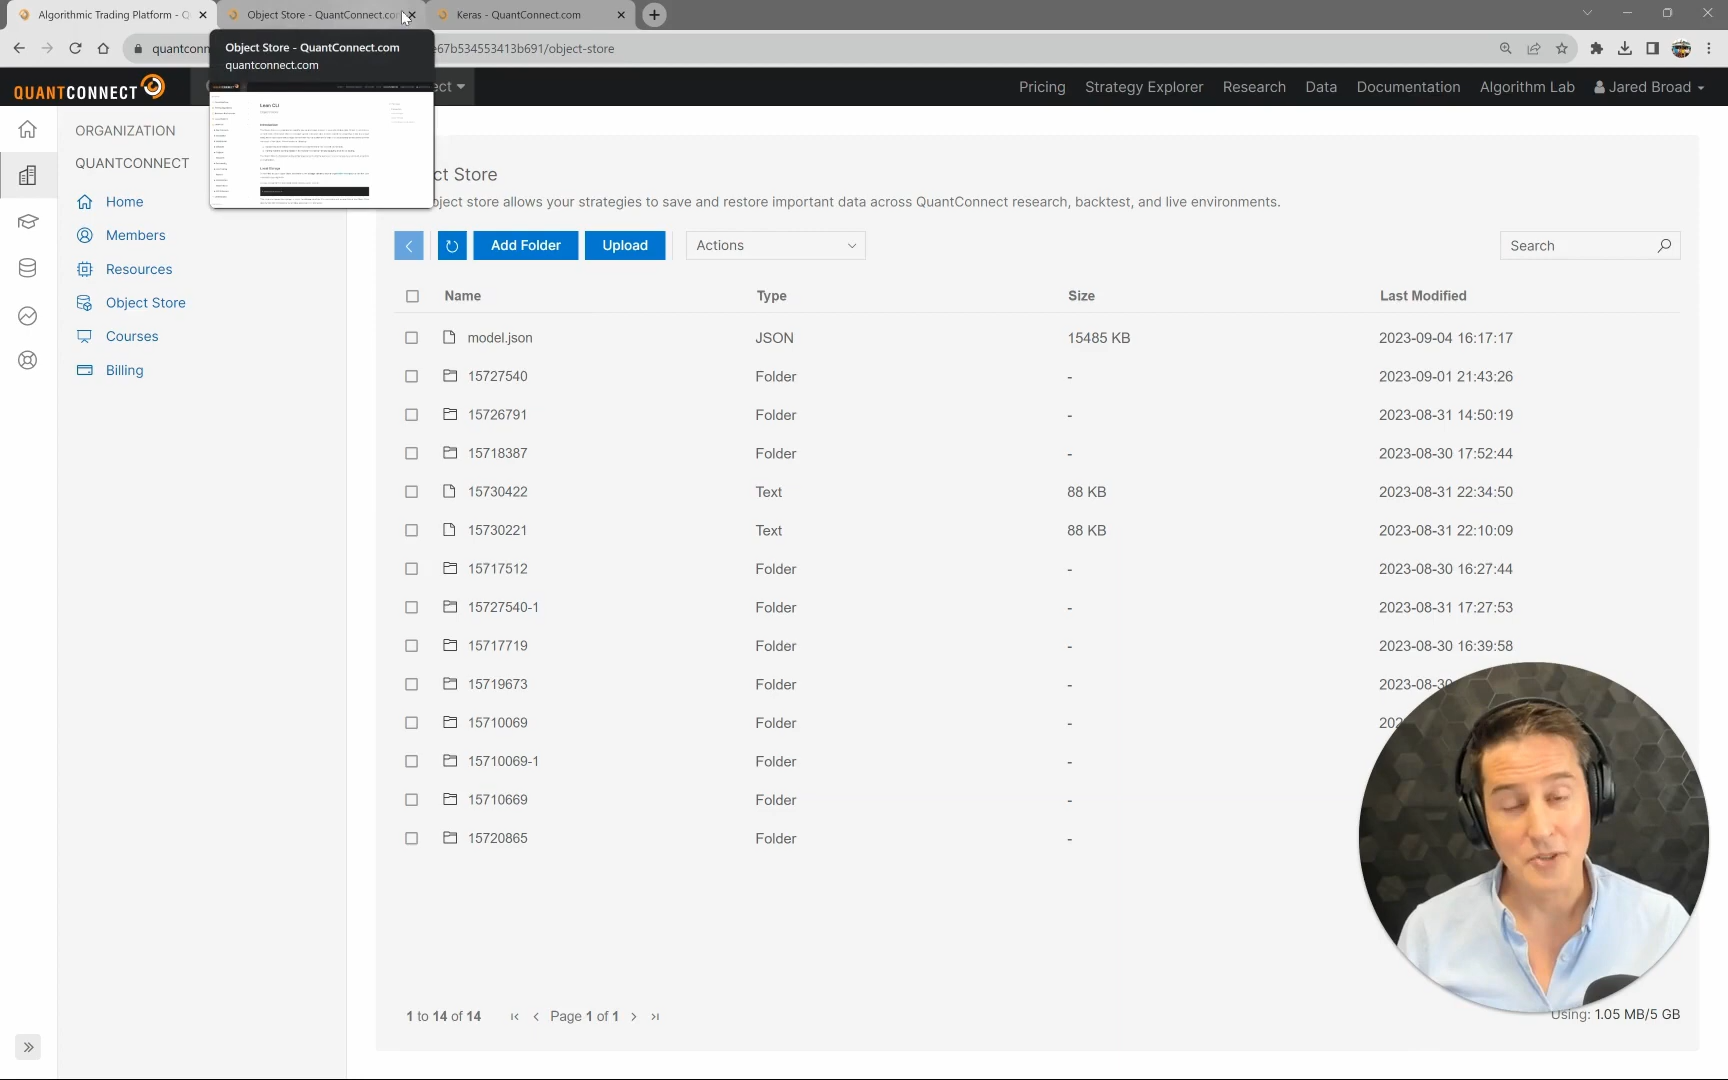 Algorithmic Trading Platform - Q
Object Store - QuantConnect.co
Keras - QuantConnect.com
quantconn
e67b534553413b691/object-store
Object Store - QuantConnect.com
quantconnect.com
QUANTCONNECT
ect
Pricing
Strategy Explorer
Research
Data
Documentation
Algorithm Lab
Jared Broad
ORGANIZATION
QUANTCONNECT
Home
Members
Resources
Object Store
Courses
Billing
Lean CLI
ct Store
bject store allows your strategies to save and restore important data across QuantConnect research, backtest, and live environments.
Add Folder
Upload
Actions
Search
Name Type Size Last Modified
model.json JSON 15485 KB 2023-09-04 16:17:17
15727540 Folder - 2023-09-01 21:43:26
15726791 Folder - 2023-08-31 14:50:19
15718387 Folder - 2023-08-30 17:52:44
15730422 Text 88 KB 2023-08-31 22:34:50
15730221 Text 88 KB 2023-08-31 22:10:09
15717512 Folder - 2023-08-30 16:27:44
15727540-1 Folder - 2023-08-31 17:27:53
15717719 Folder - 2023-08-30 16:39:58
15719673 Folder - 2023-08-30
15710069 Folder - 202
15710069-1 Folder -
15710669 Folder -
15720865 Folder -
1 to 14 of 14
Page 1 of 1
Using: 1.05 MB/5 GB